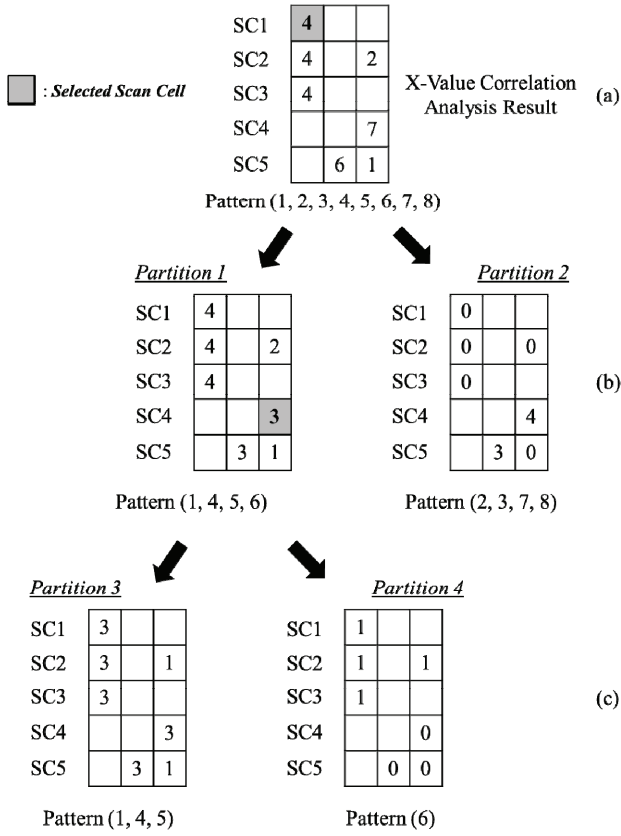 SC1 4
SC2 4 2
SC3 4
SC4 7
SC5 6 1
: Selected Scan Cell
X-Value Correlation
Analysis Result
(a)
Pattern (1, 2, 3, 4, 5, 6, 7, 8)
Partition 1
SC1 4
SC2 4 2
SC3 4
SC4 3
SC5 3 1
Pattern (1, 4, 5, 6)
Partition 2
SC1 0
SC2 0 0
SC3 0
SC4 4
SC5 3 0
Pattern (2, 3, 7, 8)
(b)
Partition 3
SC1 3
SC2 3 1
SC3 3
SC4 3
SC5 3 1
Pattern (1, 4, 5)
Partition 4
SC1 1
SC2 1 1
SC3 1
SC4 0
SC5 0 0
Pattern (6)
(c)